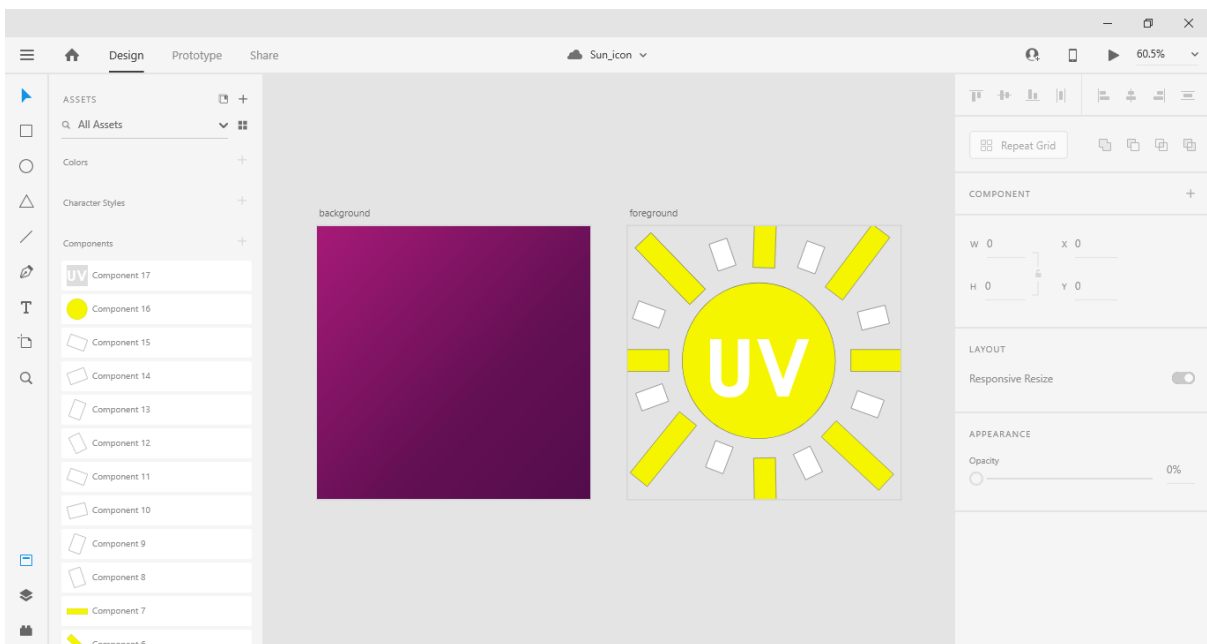 Design Prototype Share Sun_icon 60.5%
ASSETS
All Assets
Colors
Character Styles
Components
UV Component 17
Component 16
Component 15
Component 14
Component 13
Component 12
Component 11
Component 10
Component 9
Component 8
Component 7
Component 6
background
foreground
UV
Repeat Grid
COMPONENT
W 0 X 0
H 0 Y 0
LAYOUT
Responsive Resize
APPEARANCE
Opacity
0%